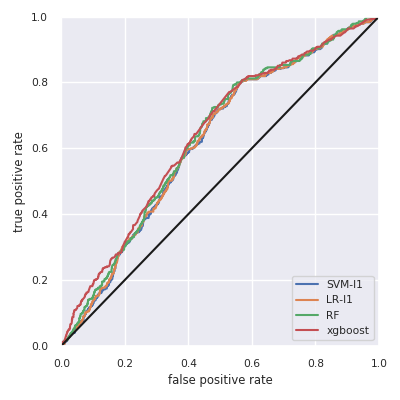 1.0
0.8
0.6
0.4
0.2
0.0
true positive rate
SVM-l1
LR-l1
RF
xgboost
0.0 0.2 0.4 0.6 0.8 1.0
false positive rate